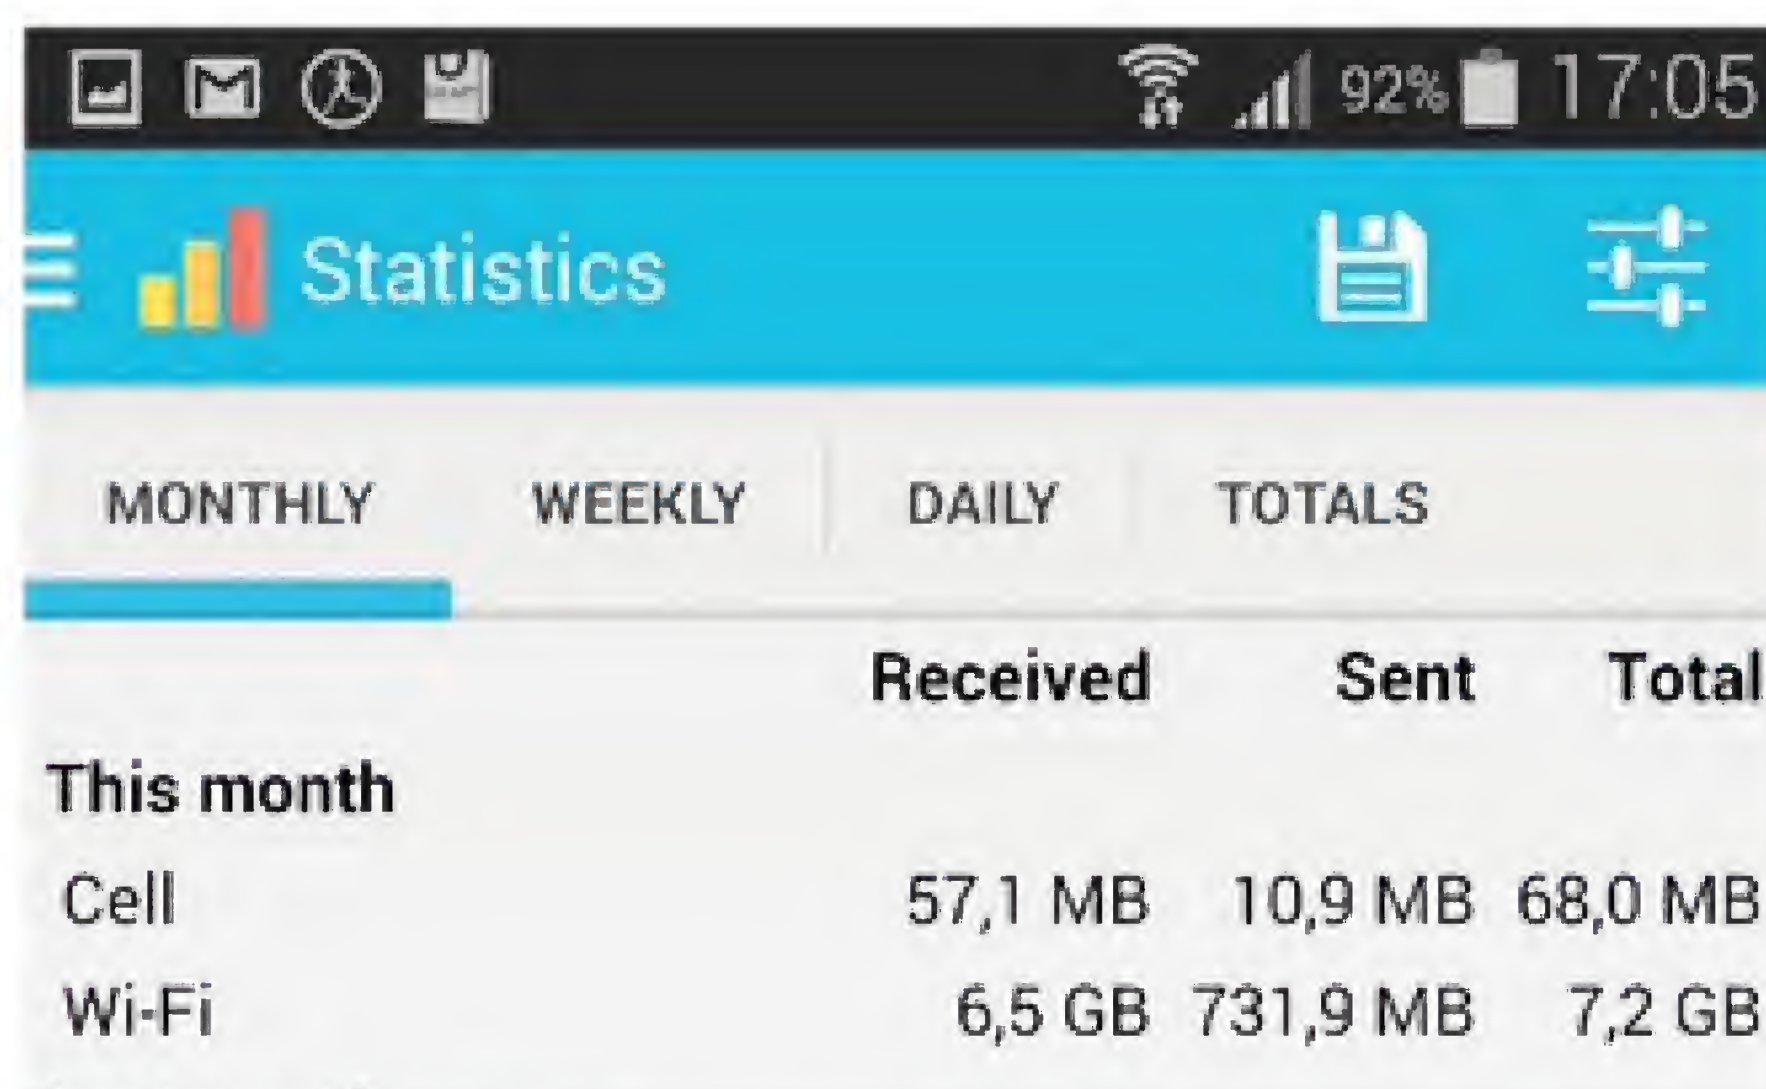 92% 17:05
Statistics
MONTHLY WEEKLY DAILY TOTALS
Received Sent Total
This month
Cell 57,1 MB 10,9 MB 68,0 MB
Wi-Fi 6,5 GB 731,9 MB 7,2 GB